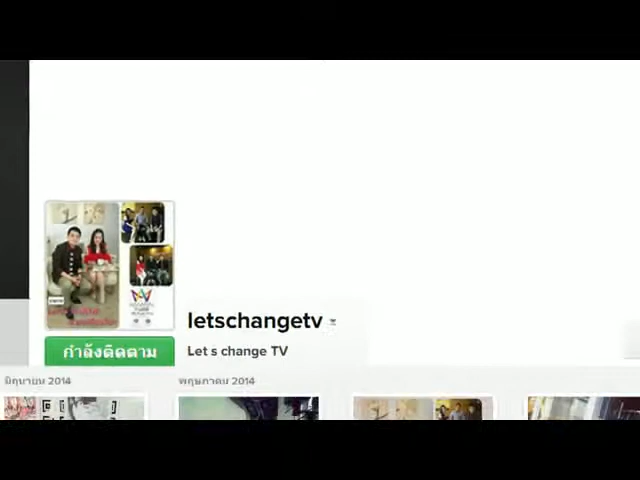 letschangetv
กำลังติดตาม
Let s change TV
มิถุนายน 2014
พฤษภาคม 2014